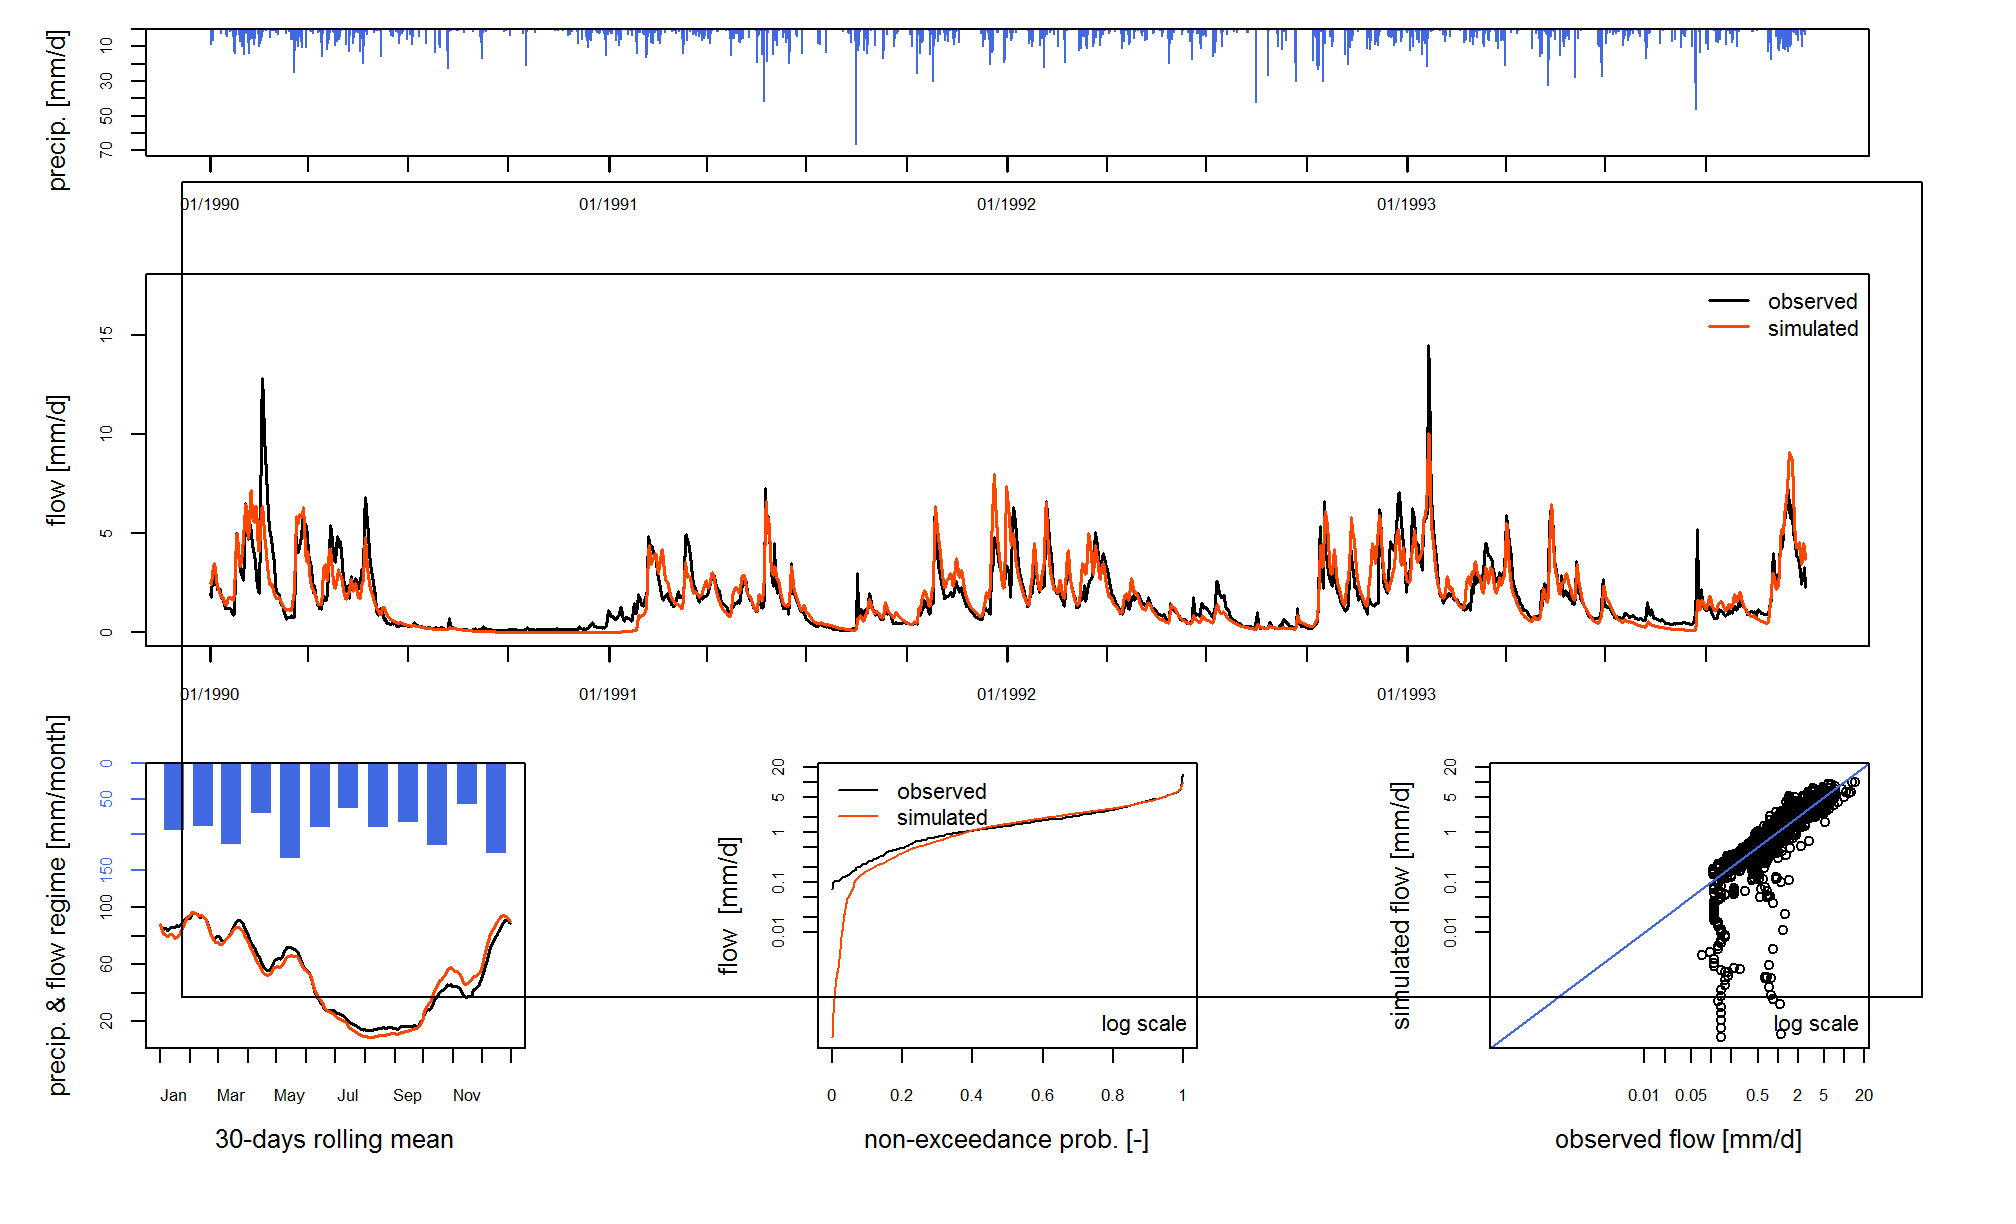 precip. [mm/d]
10
30
50
70
01/1990 01/1991 01/1992 01/1993
flow [mm/d]
15
10
5
0
observed
simulated
01/1990 01/1991 01/1992 01/1993
precip. & flow regime [mm/month]
0
50
150
100
60
20
Jan Mar May Jul Sep Nov
30-days rolling mean
flow [mm/d]
20
5
1
0.1
0.01
observed
simulated
log scale
0 0.2 0.4 0.6 0.8 1
non-exceedance prob. [-]
simulated flow [mm/d]
20
5
1
0.1
0.01
log scale
0.01 0.05 0.5 2 5 20
observed flow [mm/d]